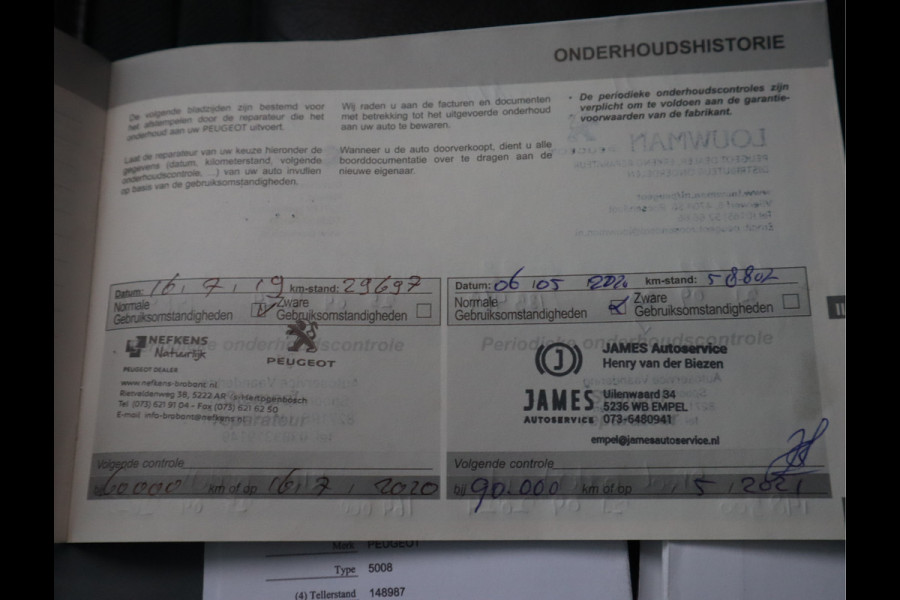 ONDERHOUDSHISTORIE
De volgende bladzijden zijn bestemd voor
het afstempelen door de reparateur die het
onderhoud aan uw PEUGEOT uitvoert.
Laat de reparateur van uw keuze hieronder de
gegevens (datum, kilometerstand, volgende
onderhoudscontrole, ...) van uw auto invullen
op basis van de gebruiksomstandigheden.
Wij raden u aan de facturen en documenten
met betrekking tot het uitgevoerde onderhoud
aan uw auto te bewaren.
Wanneer u de auto doorverkoopt, dient u alle
boorddocumentatie over te dragen aan de
nieuwe eigenaar.
• De periodieke onderhoudscontroles zijn
verplicht om te voldoen aan de garantie-
voorwaarden van de fabrikant.
Datum: 16, 7, 19 km-stand: 29697
Normale
Gebruiksomstandigheden
Zware
Gebruiksomstandigheden
Periodieke onderhoudscontrole
NEFKENS
Natuurlijk
PEUGEOT DEALER
PEUGEOT
www.nefkens-brabant.nl
Rietveldenweg 38, 5222 AR 's-Hertogenbosch
Tel (073) 621 91 04 - Fax (073) 621 62 50
E-mail info-brabant@nefkens.nl
reparateur
Volgende controle
bij 60000 km of op 16, 7, 2020
Datum: 06 05 2020 km-stand: 58802
Normale
Gebruiksomstandigheden
Zware
Gebruiksomstandigheden
Periodieke onderhoudscontrole
J
JAMES
AUTOSERVICE
JAMES Autoservice
Henry van der Biezen
Uilenwaard 34
5236 WB EMPEL
073-6480941
empel@jamesautoservice.nl
Volgende controle
bij 90.000 km of op 5, 2021
Merk PEUGEOT
Type 5008
(4) Tellerstand 148987